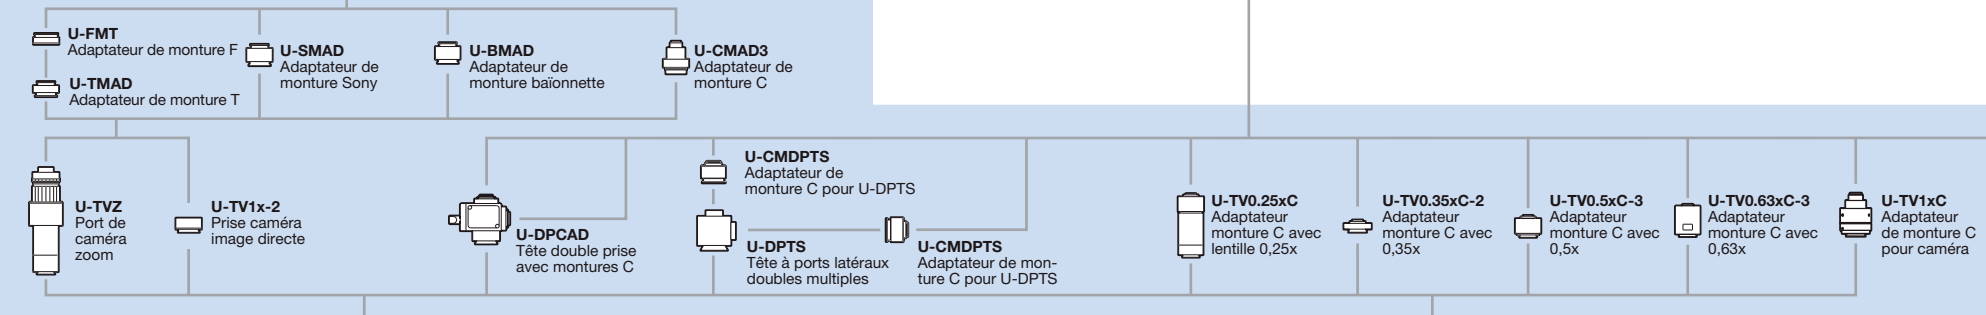 U-FMT
Adaptateur de monture F
U-TMAD
Adaptateur de monture T
U-SMAD
Adaptateur de
monture Sony
U-BMAD
Adaptateur de
monture baïonnette
U-CMAD3
Adaptateur de
monture C
U-TVZ
Port de
caméra
zoom
U-TV1x-2
Prise caméra
image directe
U-DPCAD
Tête double prise
avec montures C
U-CMDPTS
Adaptateur de
monture C pour U-DPTS
U-DPTS
Tête à ports latéraux
doubles multiples
U-CMDPTS
Adaptateur de mon-
ture C pour U-DPTS
U-TV0.25xC
Adaptateur
monture C avec
lentille 0,25x
U-TV0.35xC-2
Adaptateur
monture C avec
0,35x
U-TV0.5xC-3
Adaptateur
monture C avec
0,5x
U-TV0.63xC-3
Adaptateur
monture C avec
0,63x
U-TV1xC
Adaptateur
de monture C
pour caméra